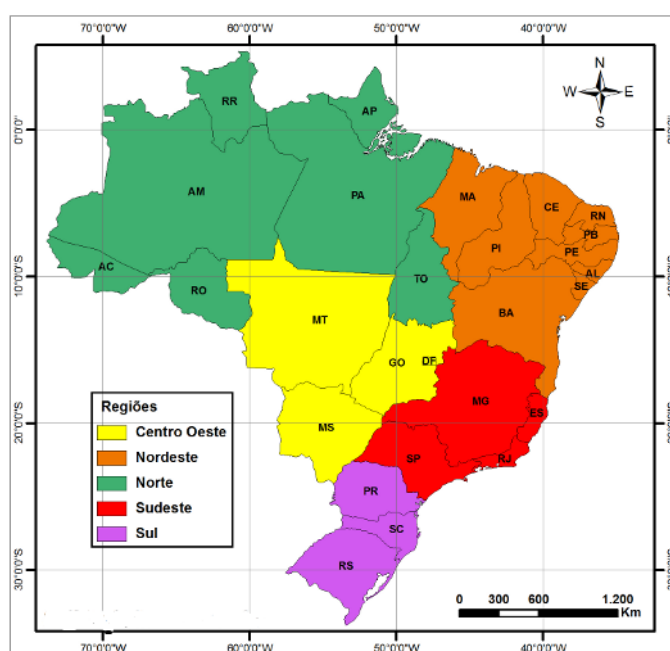 70°0'0"W 60°0'0"W 50°0'0"W 40°0'0"W
N
W E
S
0°0'0"
10°0'0"S
20°0'0"S
30°0'0"S
RR
AP
AM
PA
MA
CE
RN
PB
PI
PE
AL
SE
AC
RO
TO
BA
MT
GO
DF
MG
ES
MS
SP
RJ
PR
SC
RS
Regiões
Centro Oeste
Nordeste
Norte
Sudeste
Sul
0 300 600 1.200
Km
70°0'0"W 60°0'0"W 50°0'0"W 40°0'0"W